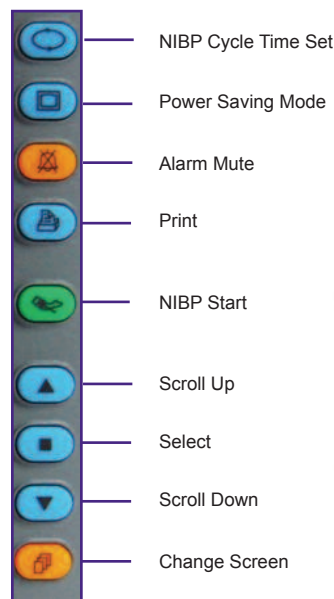 NIBP Cycle Time Set
Power Saving Mode
Alarm Mute
Print
NIBP Start
Scroll Up
Select
Scroll Down
Change Screen